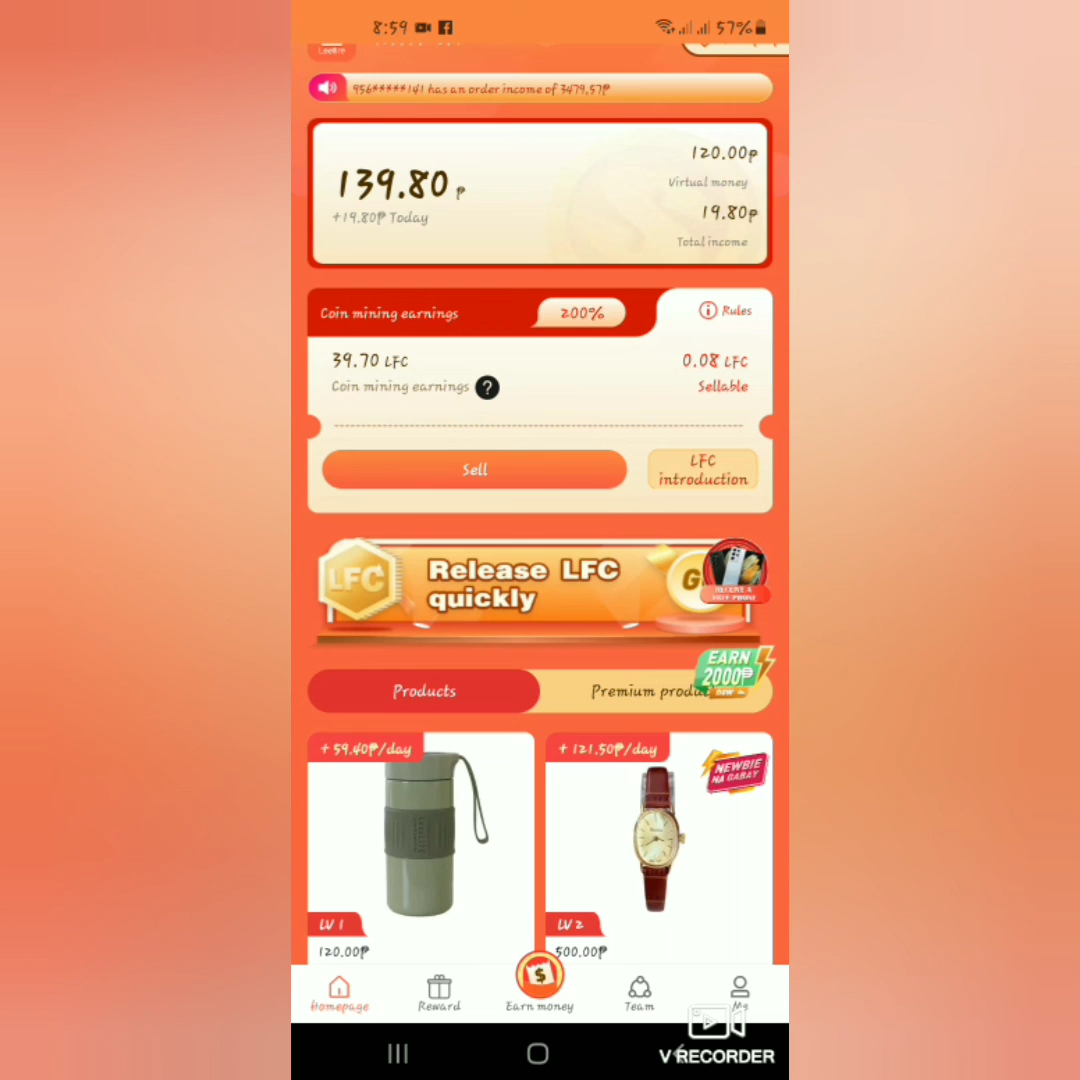 8:59
57%
956*****141 has an order income of 3479.57₱
120.00₱
139.80 ₱
Virtual money
+19.80₱ Today
19.80₱
Total income
Coin mining earnings
200%
Rules
39.70 LFC
0.08 LFC
Coin mining earnings ?
Sellable
Sell
LFC
introduction
LFC
Release LFC
quickly
RECEIVE A
EARN
2000₱
Products
Premium
+ 59.40₱/day
+ 121.50₱/day
NEWBIE
NA GABAY
LV 1
LV 2
120.00₱
500.00₱
Homepage
Reward
Earn money
Team
My
V RECORDER